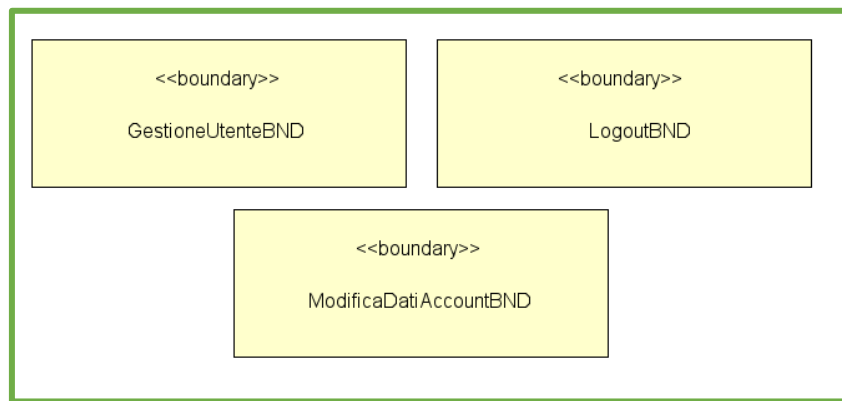 <<boundary>>
GestioneUtenteBND
<<boundary>>
LogoutBND
<<boundary>>
ModificaDatiAccountBND